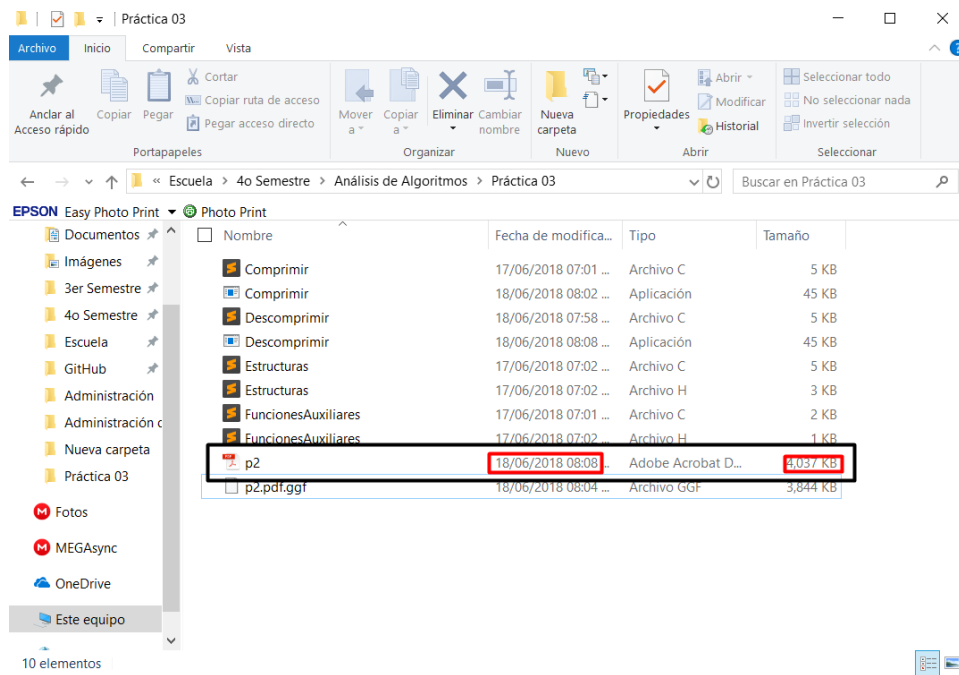 Práctica 03
Archivo Inicio Compartir Vista
Anclar al Acceso rápido
Copiar
Pegar
Cortar
Copiar ruta de acceso
Pegar acceso directo
Portapapeles
Mover a
Copiar a
Eliminar
Cambiar nombre
Organizar
Nueva carpeta
Nuevo
Propiedades
Abrir
Modificar
Historial
Abrir
Seleccionar todo
No seleccionar nada
Invertir selección
Seleccionar
« Escuela > 4o Semestre > Análisis de Algoritmos > Práctica 03
Buscar en Práctica 03
EPSON Easy Photo Print Photo Print
Documentos
Imágenes
3er Semestre
4o Semestre
Escuela
GitHub
Administración
Administración c
Nueva carpeta
Práctica 03
Fotos
MEGAsync
OneDrive
Este equipo
Nombre Fecha de modifica... Tipo Tamaño
Comprimir 17/06/2018 07:01 ... Archivo C 5 KB
Comprimir 18/06/2018 08:02 ... Aplicación 45 KB
Descomprimir 18/06/2018 07:58 ... Archivo C 5 KB
Descomprimir 18/06/2018 08:08 ... Aplicación 45 KB
Estructuras 17/06/2018 07:02 ... Archivo C 5 KB
Estructuras 17/06/2018 07:02 ... Archivo H 3 KB
FuncionesAuxiliares 17/06/2018 07:01 ... Archivo C 2 KB
FuncionesAuxiliares 17/06/2018 07:02 ... Archivo H 1 KB
p2 18/06/2018 08:08 ... Adobe Acrobat D... 4,037 KB
p2.pdf.ggf 18/06/2018 08:04 ... Archivo GGF 3,844 KB
10 elementos